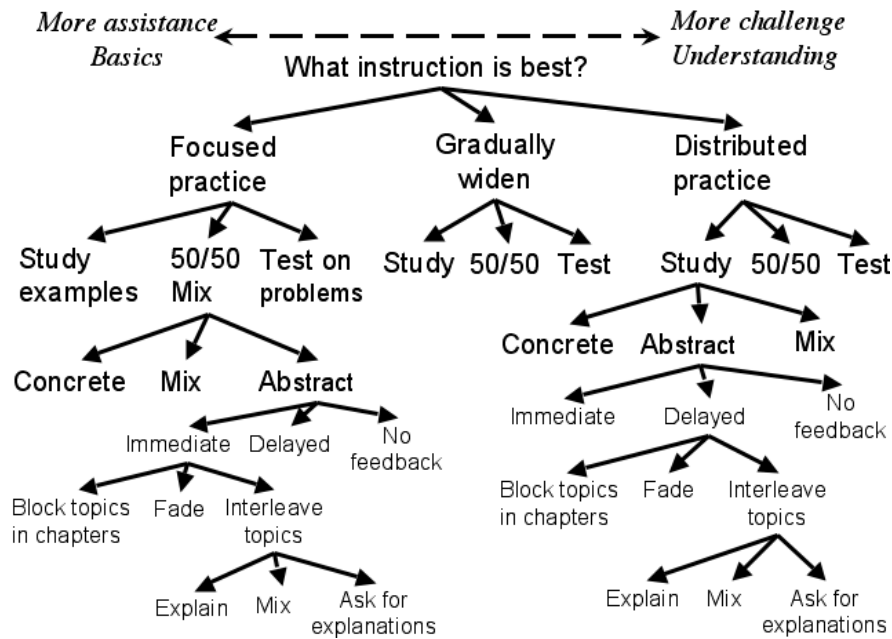 More assistance
Basics
More challenge
Understanding
What instruction is best?
Focused
practice
Gradually
widen
Distributed
practice
Study
examples
50/50
Mix
Test on
problems
Study 50/50 Test
Study 50/50 Test
Concrete Mix Abstract
Concrete Abstract Mix
Immediate Delayed No
feedback
Immediate Delayed No
feedback
Block topics
in chapters
Fade
Interleave
topics
Block topics
in chapters
Fade
Interleave
topics
Explain Mix Ask for
explanations
Explain Mix Ask for
explanations